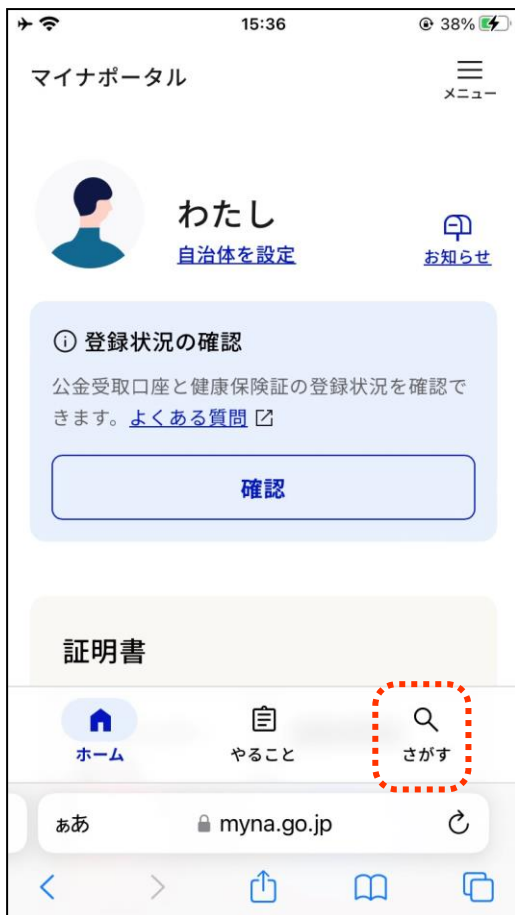 15:36
38%
マイナポータル
メニュー
わたし
自治体を設定
お知らせ
登録状況の確認
公金受取口座と健康保険証の登録状況を確認で
きます。よくある質問
確認
証明書
ホーム
やること
さがす
ぁあ
myna.go.jp